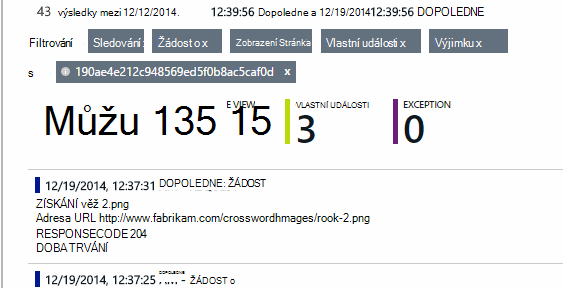 43 výsledky mezi 12/12/2014. 12:39:56 Dopoledne a 12/19/2014 12:39:56 DOPOLEDNE
Filtrování Sledování x Žádost o x Zobrazení Stránka Vlastní události x Výjimku x
s 190ae4e212c948569ed5f0b8ac5caf0d x
Můžu 135 15 E VIEW 3 VLASTNÍ UDÁLOSTI 0 EXCEPTION
12/19/2014, 12:37:31 DOPOLEDNE: ŽÁDOST
ZÍSKÁNÍ věž 2.png
Adresa URL http://www.fabrikam.com/crosswordhmages/rook-2.png
RESPONSECODE 204
DOBA TRVÁNÍ
12/19/2014, 12:37:25 DOPOLEDNE - ŽÁDOST o